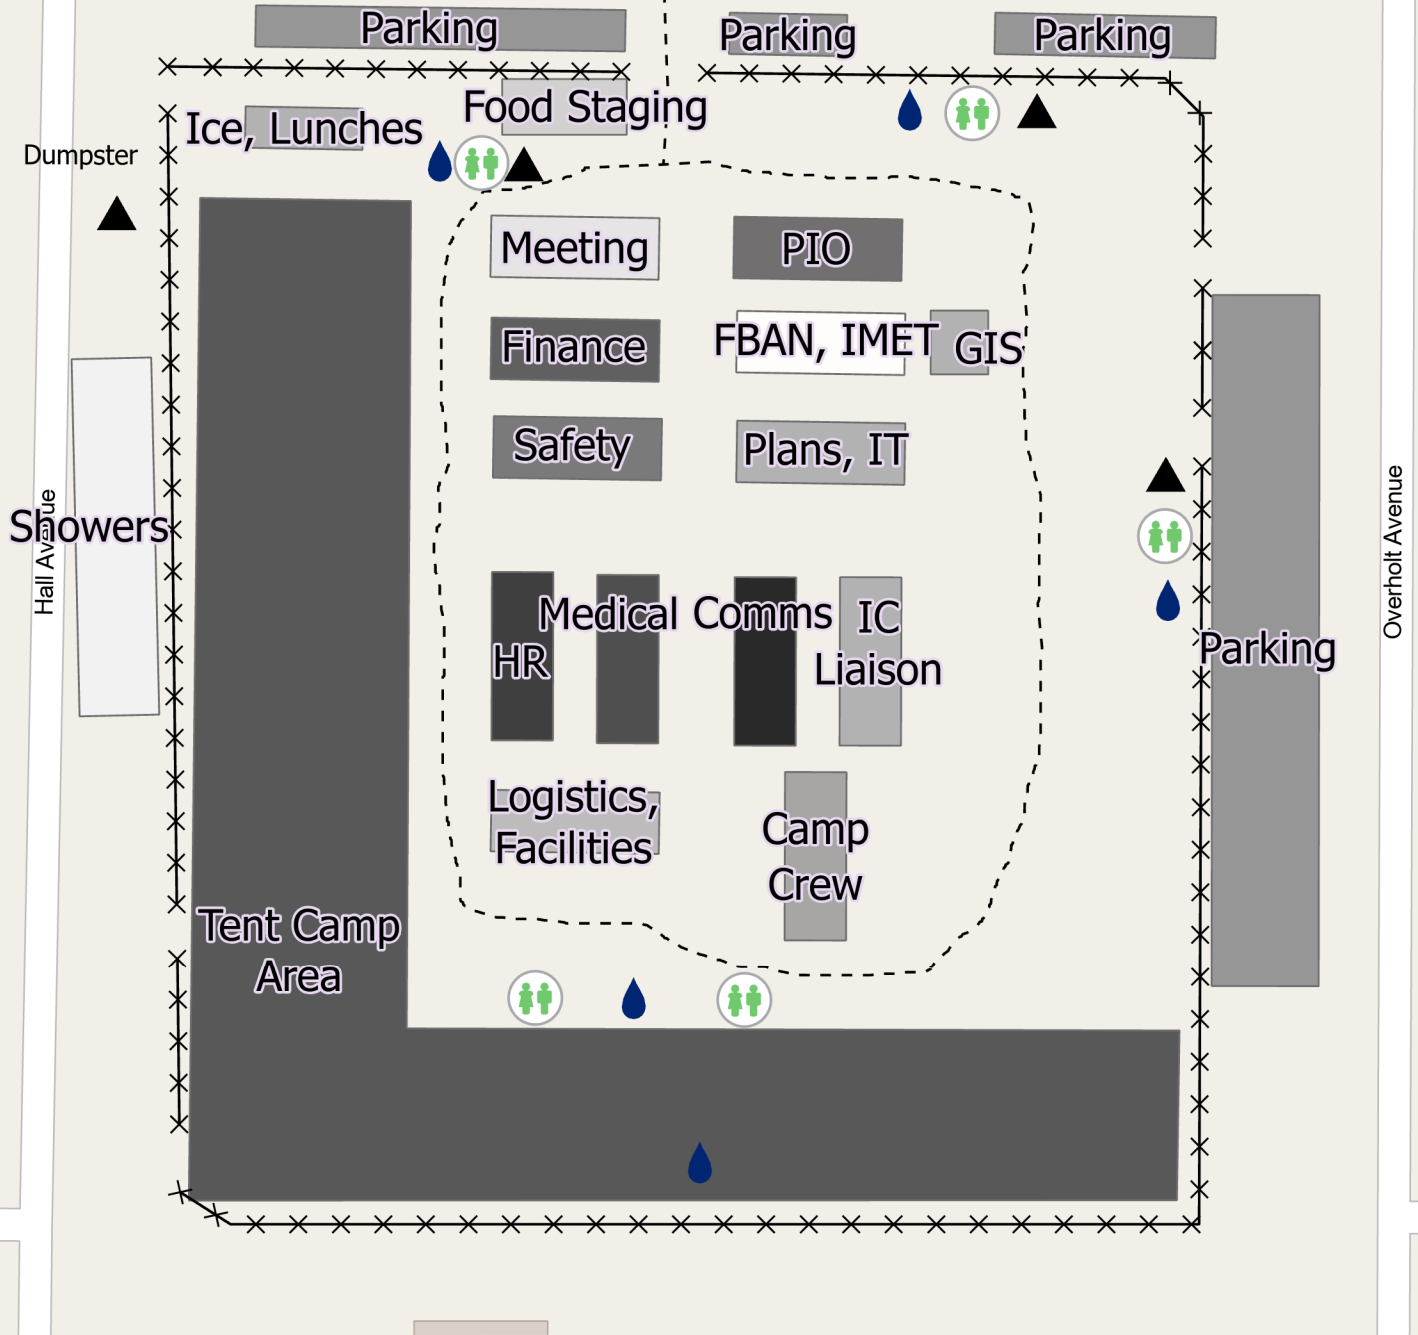 Parking
Parking
Parking
Food Staging
Ice, Lunches
Dumpster
Meeting
PIO
Finance
FBAN, IMET
GIS
Safety
Plans, IT
Showers
Hall Avenue
Overholt Avenue
Medical
Comms
IC
Liaison
HR
Parking
Logistics,
Facilities
Camp
Crew
Tent Camp
Area